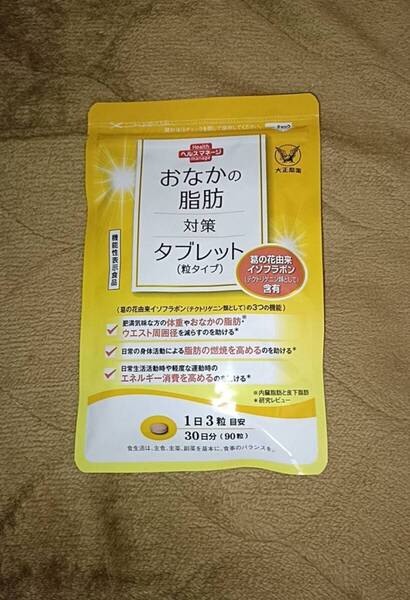 Health
ヘルスマネージ
manage
大正製薬
おなかの
脂肪
対策
タブレット
(粒タイプ)
機能性表示食品
葛の花由来
イソフラボン
(テクトリゲニン類として)
含有
〈葛の花由来イソフラボン(テクトリゲニン類として)の3つの機能〉
肥満気味な方の体重やおなかの脂肪※・
ウエスト周囲径を減らすのを助ける*
日常の身体活動による脂肪の燃焼を高めるのを助ける*
日常生活活動時や軽度な運動時の
エネルギー消費を高めるのを助ける*
※内臓脂肪と皮下脂肪
*研究レビュー
1日3粒目安
30日分(90粒)
食生活は、主食、主菜、副菜を基本に、食事のバランスを。